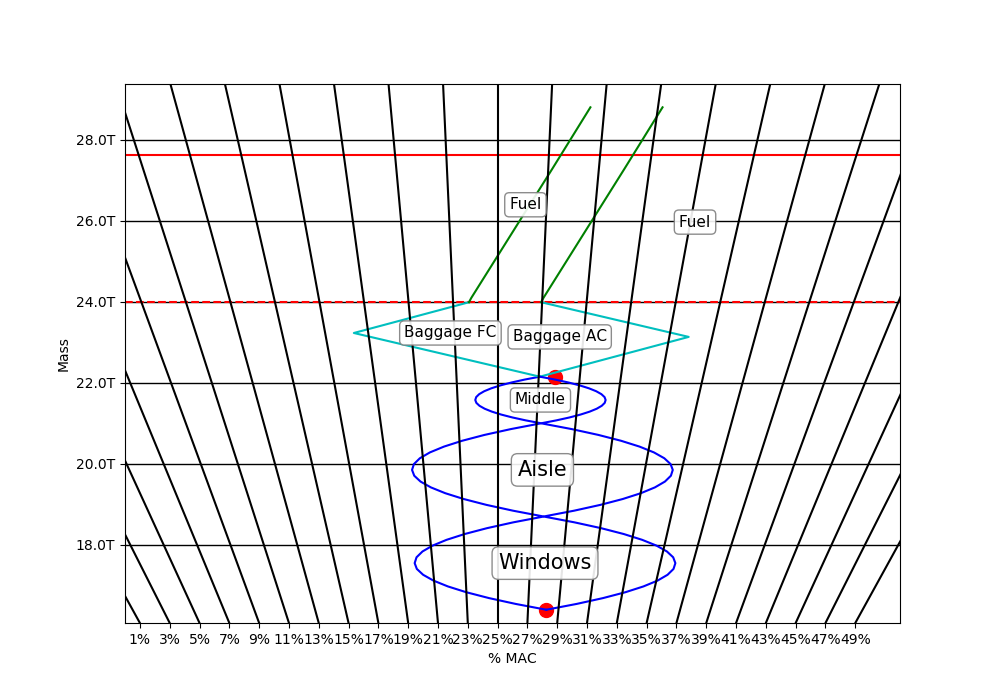 28.0T
26.0T
24.0T
22.0T
20.0T
18.0T
Mass
Fuel
Fuel
Baggage FC
Baggage AC
Middle
Aisle
Windows
1% 3% 5% 7% 9% 11% 13% 15% 17% 19% 21% 23% 25% 27% 29% 31% 33% 35% 37% 39% 41% 43% 45% 47% 49%
% MAC